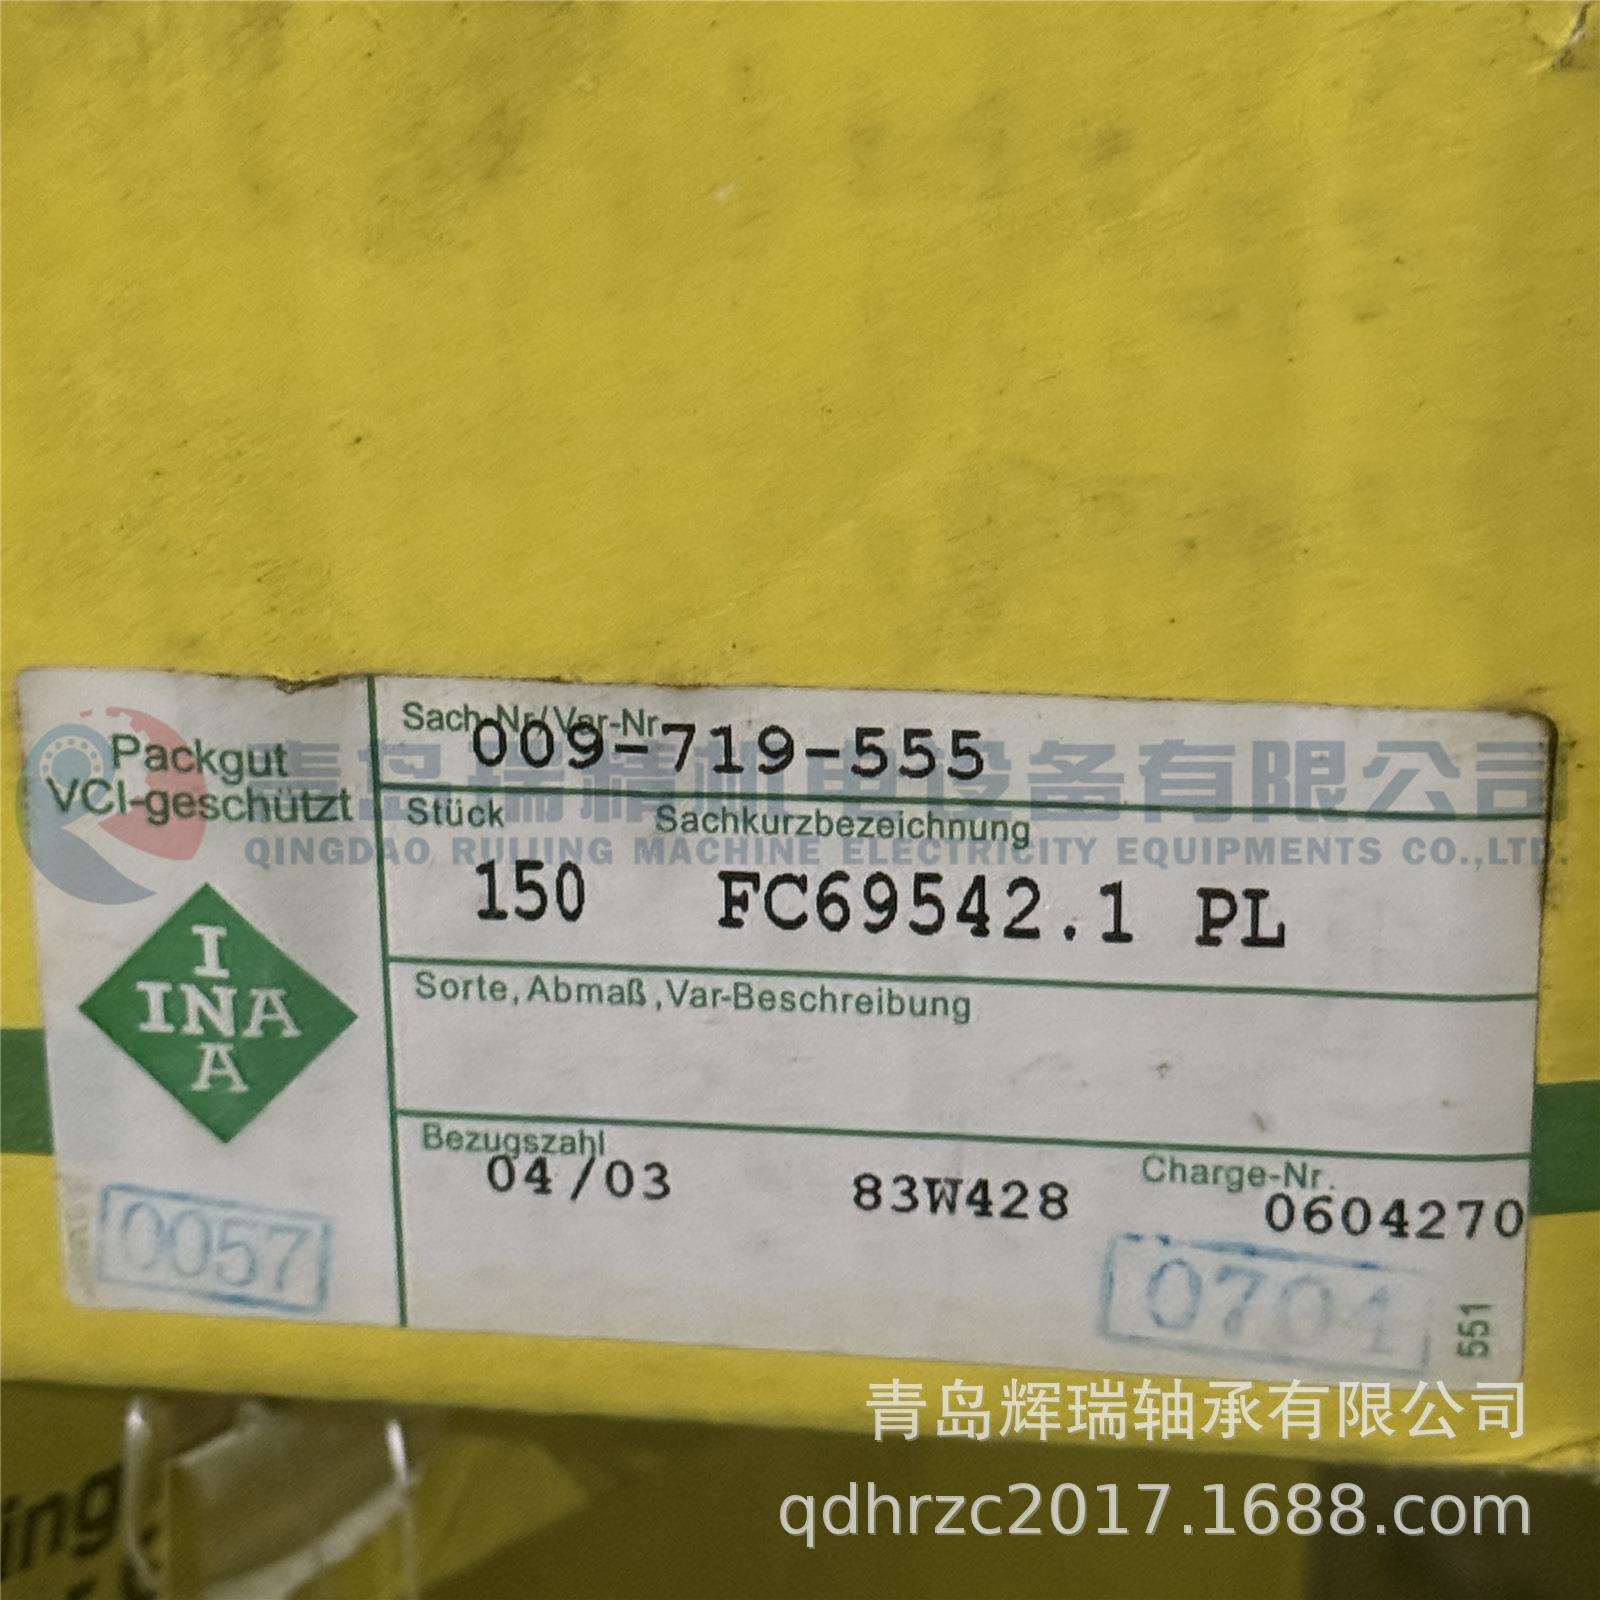 Packgut
VCI-geschützt
I
INA
A
0057
Sach-Nr/Var-Nr.
009-719-555
Stück
Sachkurzbezeichnung
150 FC69542.1 PL
Sorte, Abmaß, Var-Beschreibung
Bezugszahl
04/03 83W428
Charge-Nr.
0604270
0701
551
青岛瑞精机电设备有限公司
QINGDAO RUIJING MACHINE ELECTRICITY EQUIPMENTS CO.,LTD.
青岛辉瑞轴承有限公司
qdhrzc2017.1688.com
ing